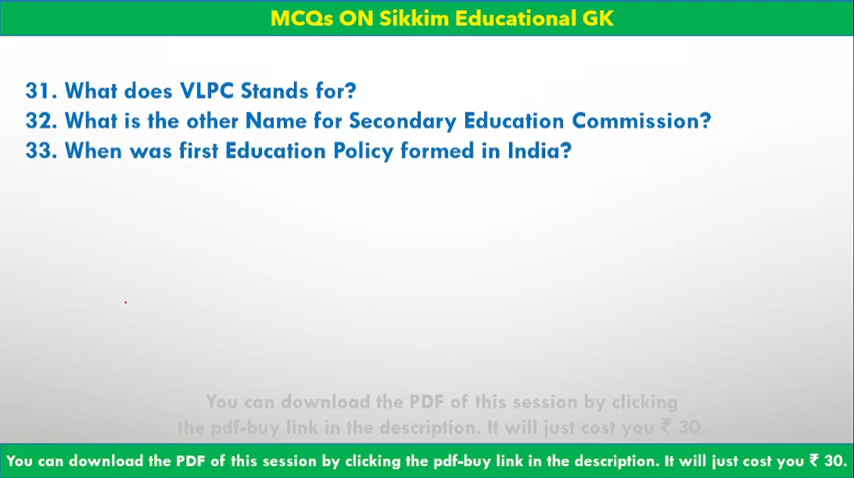 MCQs ON Sikkim Educational GK
31. What does VLPC Stands for?
32. What is the other Name for Secondary Education Commission?
33. When was first Education Policy formed in India?
You can download the PDF of this session by clicking
the pdf-buy link in the description. It will just cost you ₹ 30.
You can download the PDF of this session by clicking the pdf-buy link in the description. It will just cost you ₹ 30.